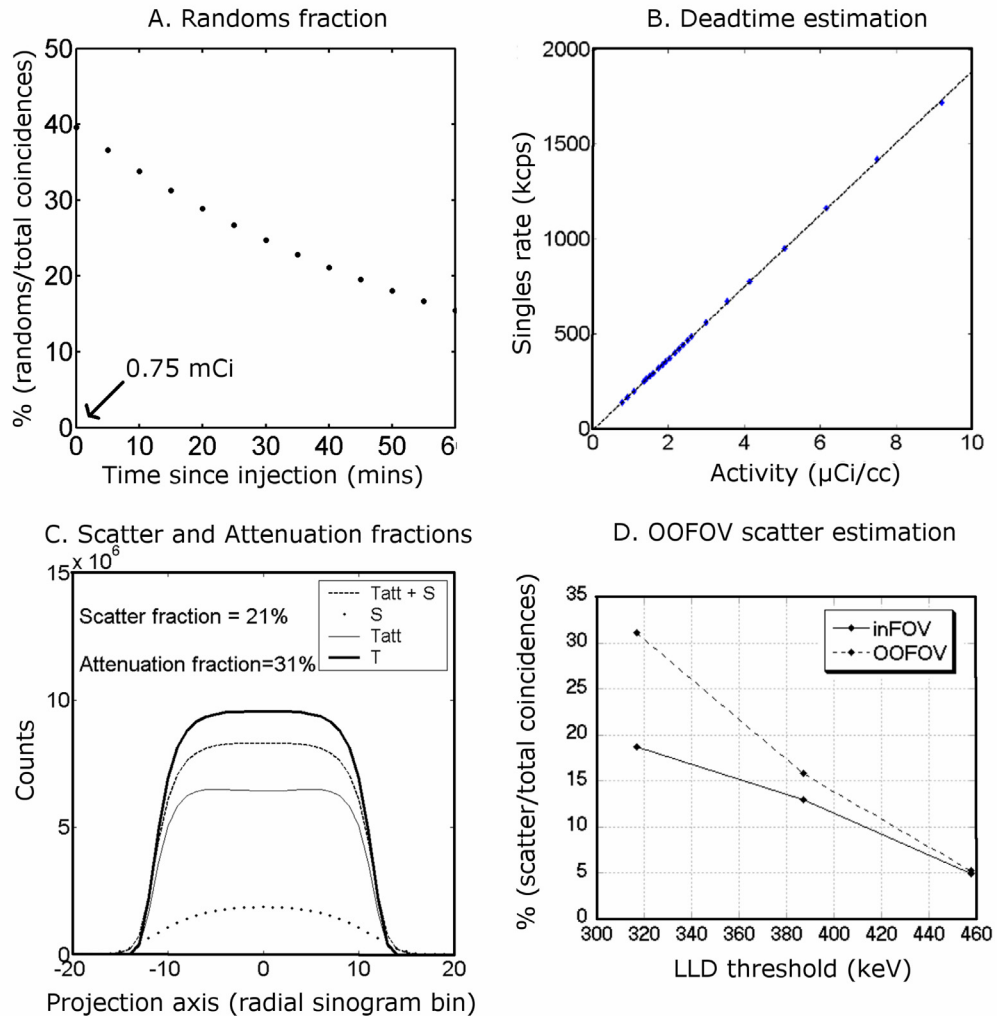 A. Randoms fraction
% (randoms/total coincidences)
50
40
30
20
10
0
0.75 mCi
0 10 20 30 40 50 6
Time since injection (mins)
B. Deadtime estimation
Singles rate (kcps)
2000
1500
1000
500
0
0 2 4 6 8 10
Activity (µCi/cc)
C. Scatter and Attenuation fractions
x 10^6
Counts
15
10
5
0
Scatter fraction = 21%
Attenuation fraction=31%
Tatt + S
S
Tatt
T
-20 -10 0 10 20
Projection axis (radial sinogram bin)
D. OOFOV scatter estimation
% (scatter/total coincidences)
35
30
25
20
15
10
5
0
inFOV
OOFOV
300 320 340 360 380 400 420 440 460
LLD threshold (keV)